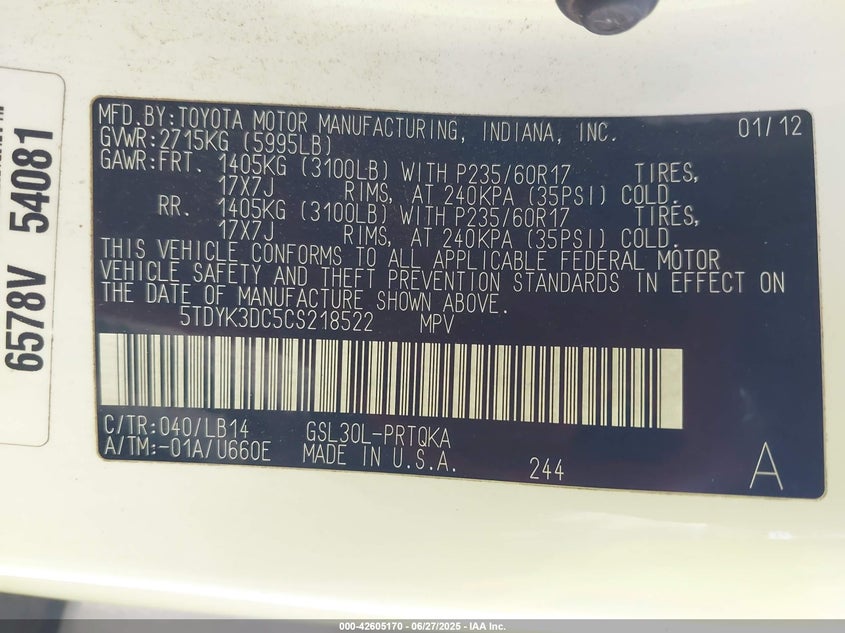 6578V 54081
MFD.BY:TOYOTA MOTOR MANUFACTURING, INDIANA, INC. 01/12
GVWR:2715KG (5995LB)
GAWR:FRT. 1405KG (3100LB) WITH P235/60R17 TIRES,
17X7J RIMS, AT 240KPA (35PSI) COLD.
RR. 1405KG (3100LB) WITH P235/60R17 TIRES,
17X7J RIMS, AT 240KPA (35PSI) COLD.
THIS VEHICLE CONFORMS TO ALL APPLICABLE FEDERAL MOTOR
VEHICLE SAFETY AND THEFT PREVENTION STANDARDS IN EFFECT ON
THE DATE OF MANUFACTURE SHOWN ABOVE.
5TDYK3DC5CS218522 MPV
C/TR:040/LB14 GSL30L-PRTQKA
A/TM:-01A/U660E MADE IN U.S.A. 244 A
000-42605170 - 06/27/2025 - IAA Inc.